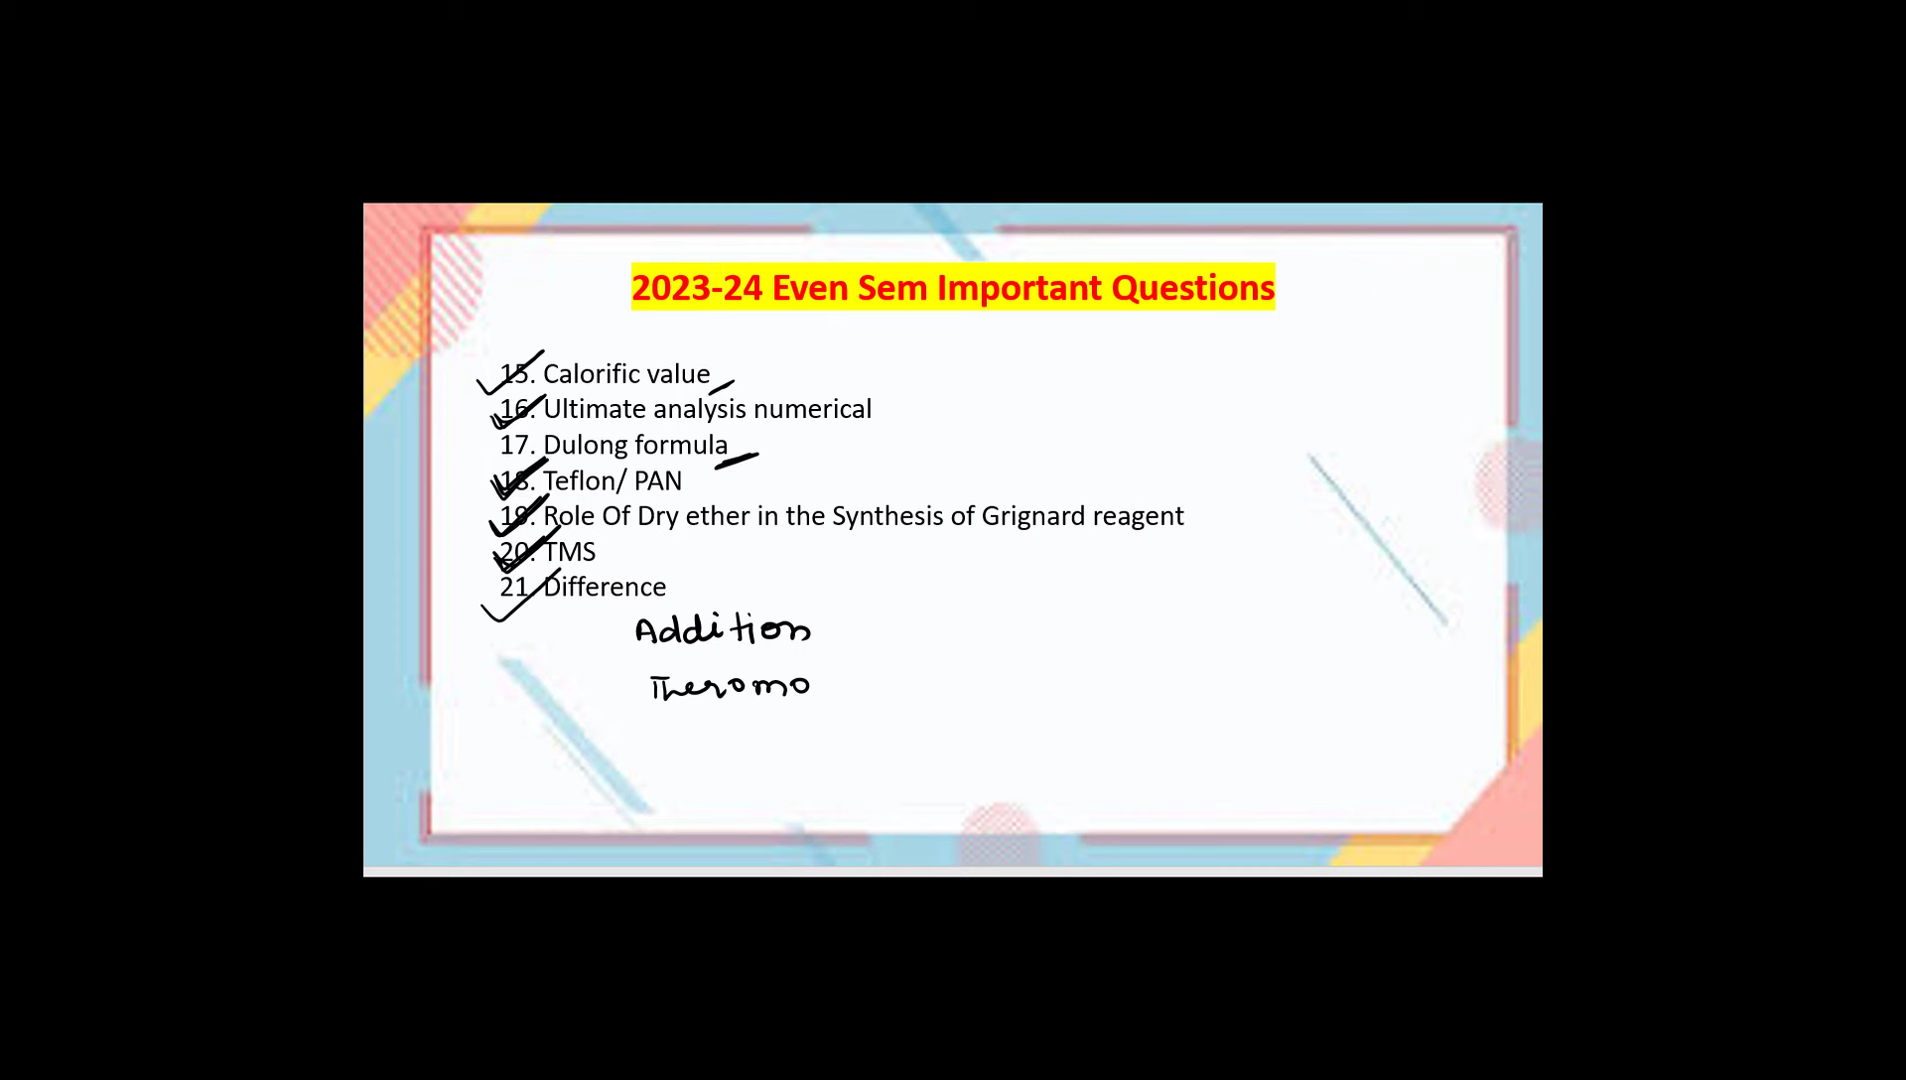 2023-24 Even Sem Important Questions
15. Calorific value
16. Ultimate analysis numerical
17. Dulong formula
18. Teflon/ PAN
19. Role Of Dry ether in the Synthesis of Grignard reagent
20. TMS
21. Difference
Addition
Theromo